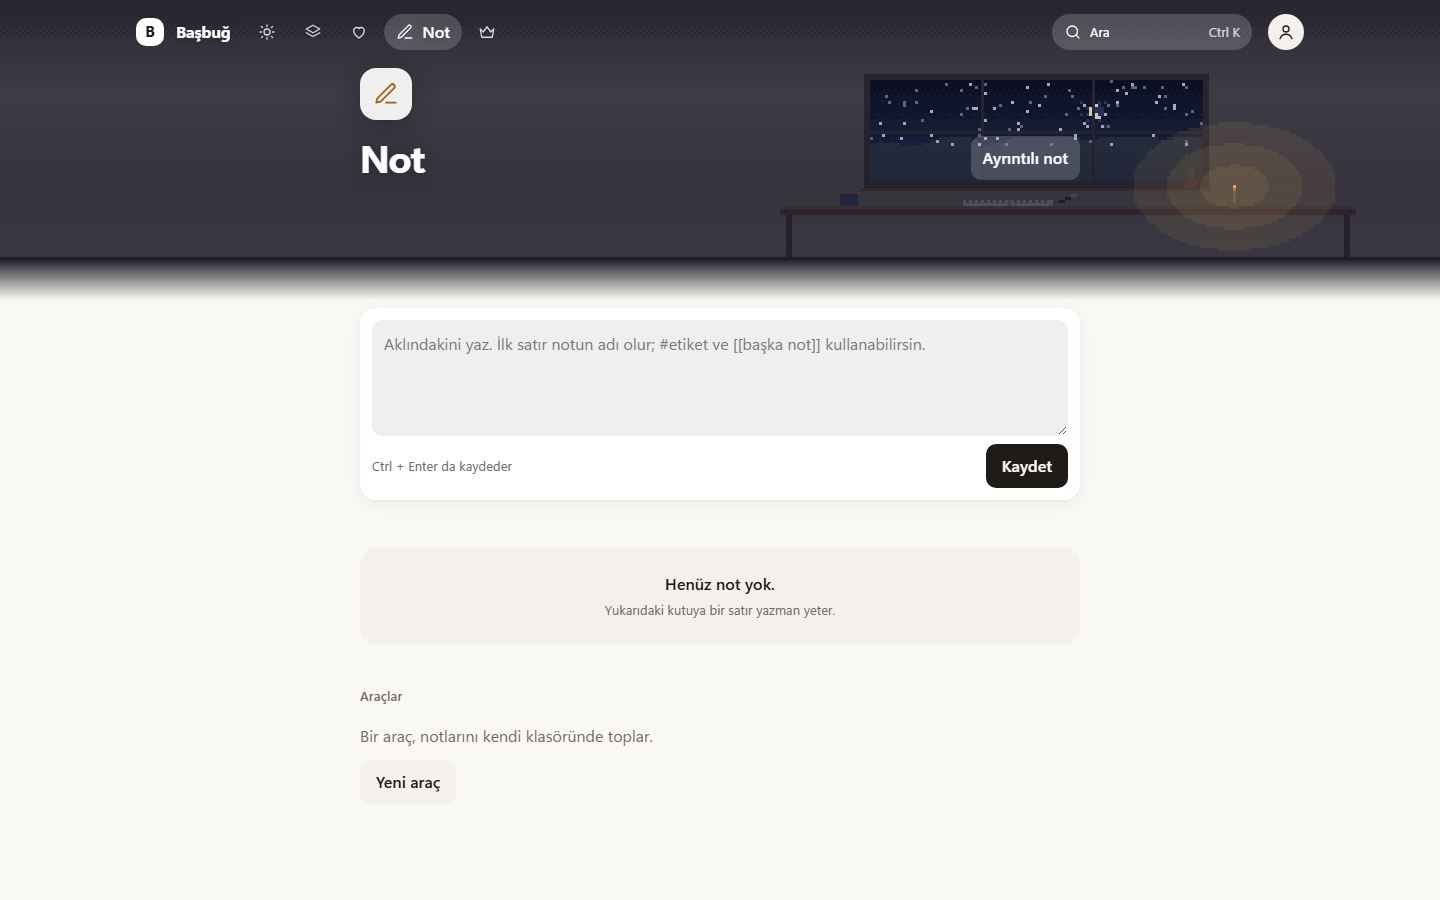 B Başbuğ Not Ara Ctrl K
Not
Ayrıntılı not
Aklındakini yaz. İlk satır notun adı olur; #etiket ve [[başka not]] kullanabilirsin.
Ctrl + Enter da kaydeder
Kaydet
Henüz not yok.
Yukarıdaki kutuya bir satır yazman yeter.
Araçlar
Bir araç, notlarını kendi klasöründe toplar.
Yeni araç